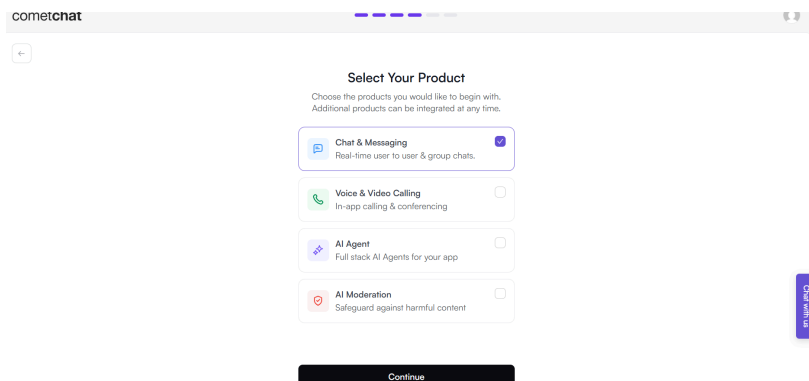 cometchat
Select Your Product
Choose the products you would like to begin with.
Additional products can be integrated at any time.
Chat & Messaging
Real-time user to user & group chats.
Voice & Video Calling
In-app calling & conferencing
AI Agent
Full stack AI Agents for your app
AI Moderation
Safeguard against harmful content
Chat with us
Continue